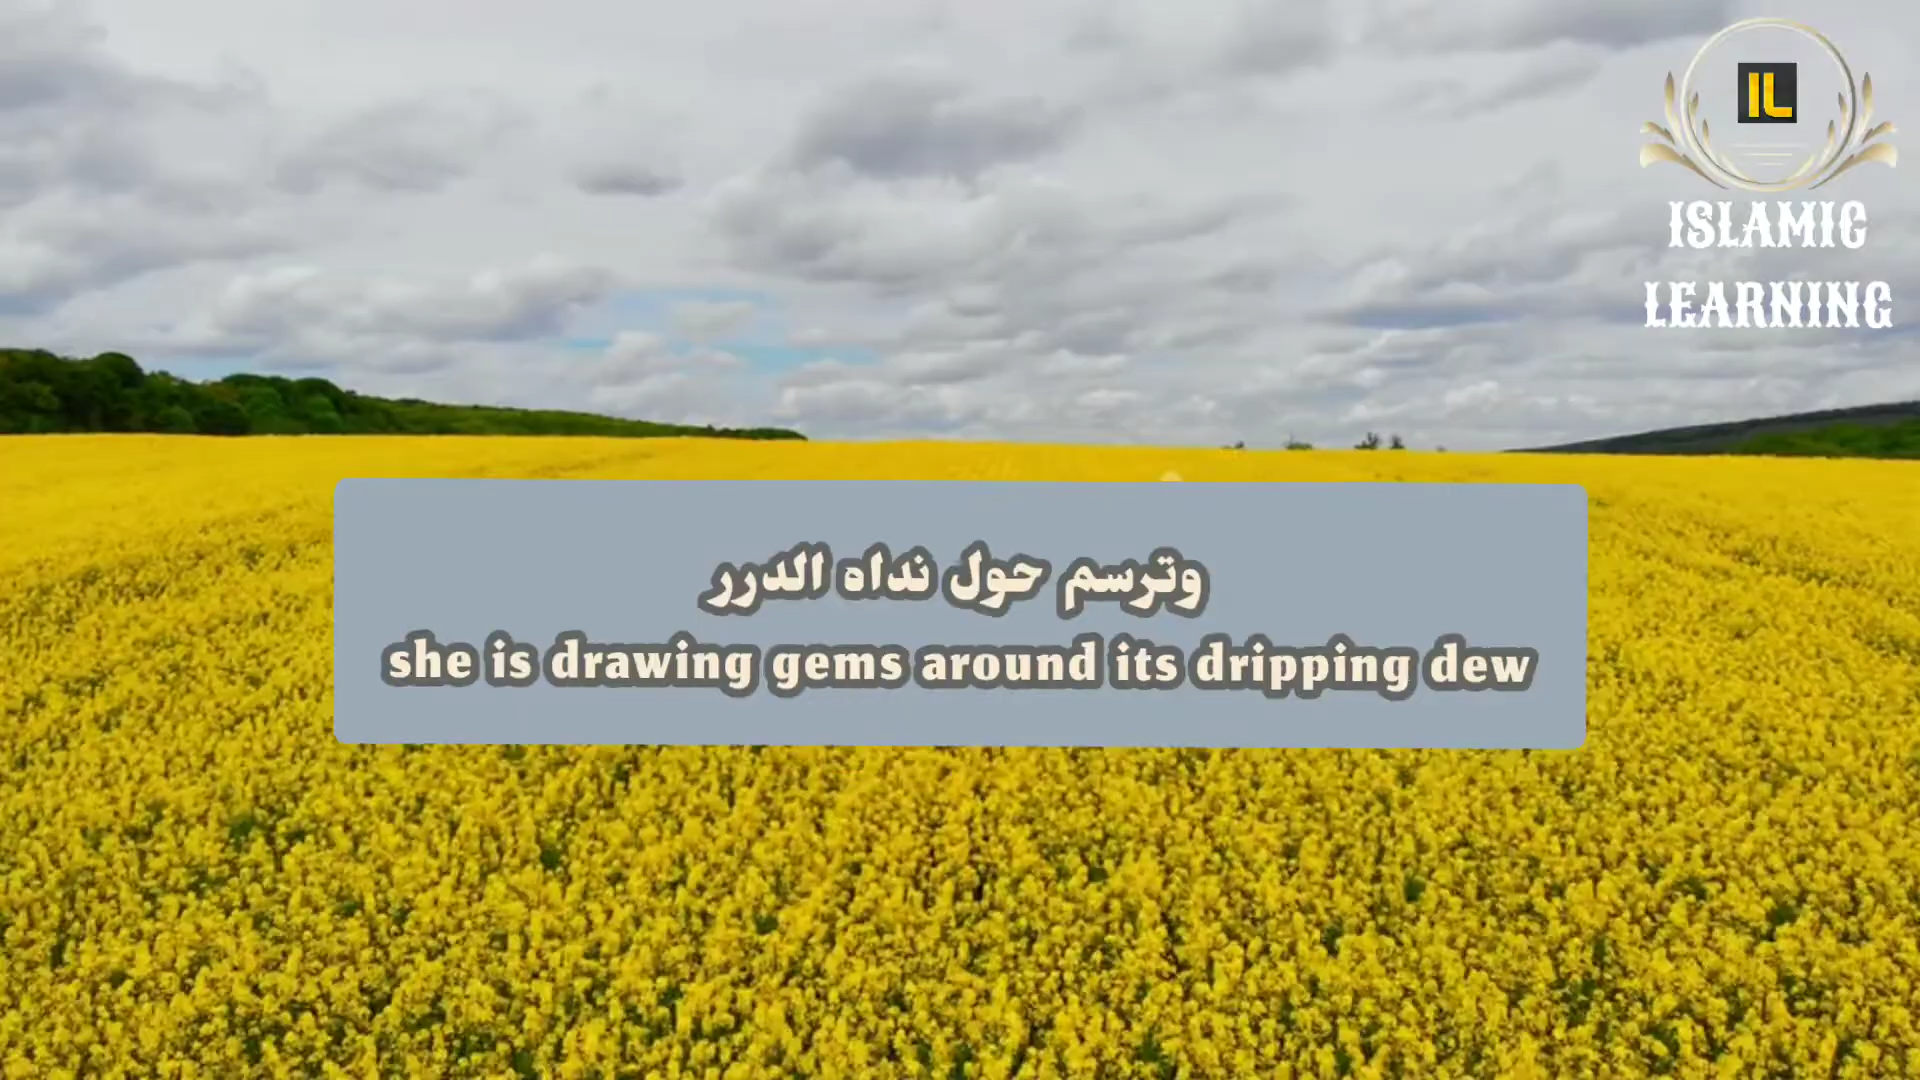 IL
ISLAMIC
LEARNING
وترسم حول نداه الدرر
she is drawing gems around its dripping dew